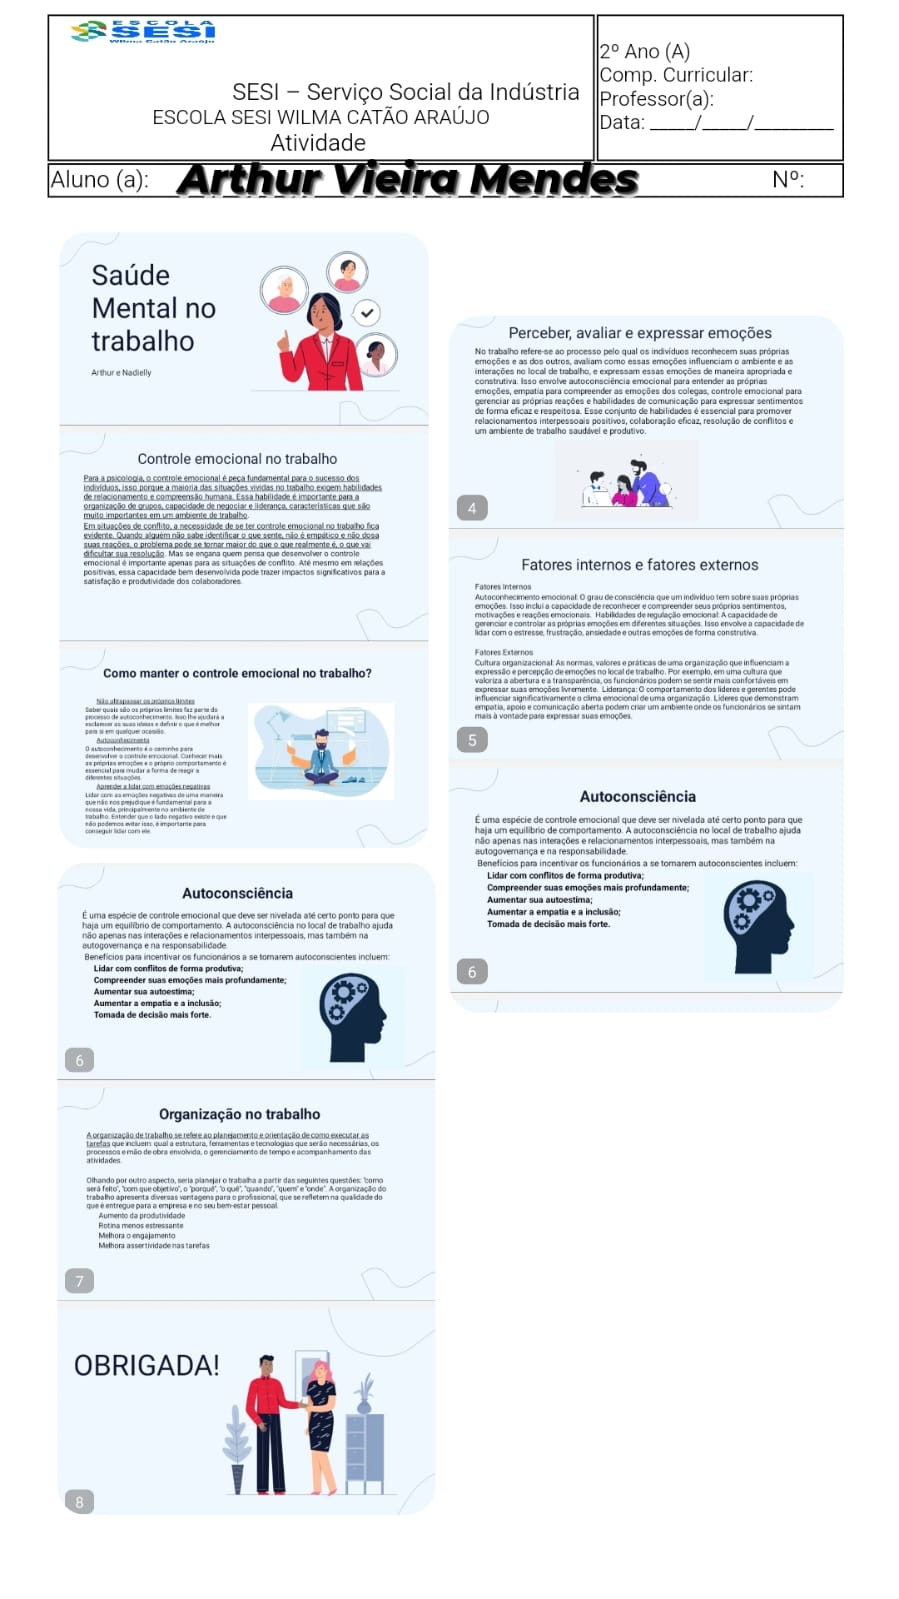 ESCOLA
SESI
Wilma Catão Araújo
SESI – Serviço Social da Indústria
ESCOLA SESI WILMA CATÃO ARAÚJO
Atividade
2º Ano (A)
Comp. Curricular:
Professor(a):
Data: _____/_____/_________
Aluno (a): Arthur Vieira Mendes Nº:
Saúde
Mental no
trabalho
Arthur e Nadielly
Controle emocional no trabalho
Para a psicologia, o controle emocional é peça fundamental para o sucesso dos
indivíduos, isso porque a maioria das situações vividas no trabalho exigem habilidades
de relacionamento e compreensão humana. Essa habilidade é importante para a
organização de grupos, capacidade de negociar e liderança, características que são
muito importantes em um ambiente de trabalho.
Em situações de conflito, a necessidade de se ter controle emocional no trabalho fica
evidente. Quando alguém não sabe identificar o que sente, não é empático e não dosa
suas reações, o problema pode se tornar maior do que o que realmente é, o que vai
dificultar sua resolução. Mas se engana quem pensa que desenvolver o controle
emocional é importante apenas para as situações de conflito. Até mesmo em relações
positivas, essa capacidade bem desenvolvida pode trazer impactos significativos para a
satisfação e produtividade dos colaboradores.
Como manter o controle emocional no trabalho?
Não ultrapassar os próprios limites
Saber quais são os próprios limites faz parte do
processo de autoconhecimento. Isso lhe ajudará a
esclarecer as suas ideias e definir o que é melhor
para si em qualquer ocasião.
Autoconhecimento
O autoconhecimento é o caminho para
desenvolver o controle emocional. Conhecer mais
as próprias emoções e o próprio comportamento é
essencial para mudar a forma de reagir a
diferentes situações.
Aprender a lidar com emoções negativas
Lidar com as emoções negativas de uma maneira
que não nos prejudique é fundamental para a
nossa vida, principalmente no ambiente de
trabalho. Entender que o lado negativo existe e que
não podemos evitar isso, é importante para
conseguir lidar com ele.
Autoconsciência
É uma espécie de controle emocional que deve ser nivelada até certo ponto para que
haja um equilíbrio de comportamento. A autoconsciência no local de trabalho ajuda
não apenas nas interações e relacionamentos interpessoais, mas também na
autogovernança e na responsabilidade.
Benefícios para incentivar os funcionários a se tornarem autoconscientes incluem:
Lidar com conflitos de forma produtiva;
Compreender suas emoções mais profundamente;
Aumentar sua autoestima;
Aumentar a empatia e a inclusão;
Tomada de decisão mais forte.
6
Organização no trabalho
A organização de trabalho se refere ao planejamento e orientação de como executar as
tarefas que incluem: qual a estrutura, ferramentas e tecnologias que serão necessárias, os
processos e mão de obra envolvida, o gerenciamento de tempo e acompanhamento das
atividades.
Olhando por outro aspecto, seria planejar o trabalho a partir das seguintes questões: "como
será feito", "com que objetivo", o "porquê", "o quê", "quando", "quem" e "onde". A organização do
trabalho apresenta diversas vantagens para o profissional, que se refletem na qualidade do
que é entregue para a empresa e no seu bem-estar pessoal.
Aumento da produtividade
Rotina menos estressante
Melhora o engajamento
Melhora assertividade nas tarefas
7
OBRIGADA!
8
Perceber, avaliar e expressar emoções
No trabalho refere-se ao processo pelo qual os indivíduos reconhecem suas próprias
emoções e as dos outros, avaliam como essas emoções influenciam o ambiente e as
interações no local de trabalho, e expressam essas emoções de maneira apropriada e
construtiva. Isso envolve autoconsciência emocional para entender as próprias
emoções, empatia para compreender as emoções dos colegas, controle emocional para
gerenciar as próprias reações e habilidades de comunicação para expressar sentimentos
de forma eficaz e respeitosa. Esse conjunto de habilidades é essencial para promover
relacionamentos interpessoais positivos, colaboração eficaz, resolução de conflitos e
um ambiente de trabalho saudável e produtivo.
4
Fatores internos e fatores externos
Fatores Internos
Autoconhecimento emocional: O grau de consciência que um indivíduo tem sobre suas próprias
emoções. Isso inclui a capacidade de reconhecer e compreender seus próprios sentimentos,
motivações e reações emocionais. Habilidades de regulação emocional: A capacidade de
gerenciar e controlar as próprias emoções em diferentes situações. Isso envolve a capacidade de
lidar com o estresse, frustração, ansiedade e outras emoções de forma construtiva.
Fatores Externos
Cultura organizacional: As normas, valores e práticas de uma organização que influenciam a
expressão e percepção de emoções no local de trabalho. Por exemplo, em uma cultura que
valoriza a abertura e a transparência, os funcionários podem se sentir mais confortáveis em
expressar suas emoções livremente. Liderança: O comportamento dos líderes e gerentes pode
influenciar significativamente o clima emocional de uma organização. Líderes que demonstram
empatia, apoio e comunicação aberta podem criar um ambiente onde os funcionários se sintam
mais à vontade para expressar suas emoções.
5
Autoconsciência
É uma espécie de controle emocional que deve ser nivelada até certo ponto para que
haja um equilíbrio de comportamento. A autoconsciência no local de trabalho ajuda
não apenas nas interações e relacionamentos interpessoais, mas também na
autogovernança e na responsabilidade.
Benefícios para incentivar os funcionários a se tornarem autoconscientes incluem:
Lidar com conflitos de forma produtiva;
Compreender suas emoções mais profundamente;
Aumentar sua autoestima;
Aumentar a empatia e a inclusão;
Tomada de decisão mais forte.
6